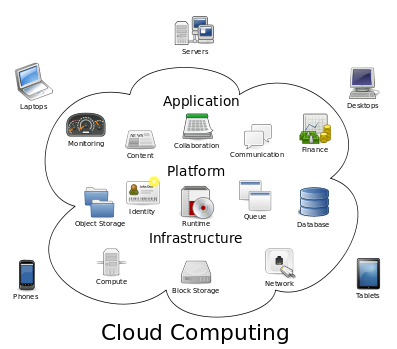 Servers
Laptops
Desktops
Application
Monitoring
Content
Collaboration
Communication
Finance
Platform
Object Storage
Identity
Runtime
Queue
Database
Infrastructure
Compute
Block Storage
Network
Phones
Tablets
Cloud Computing